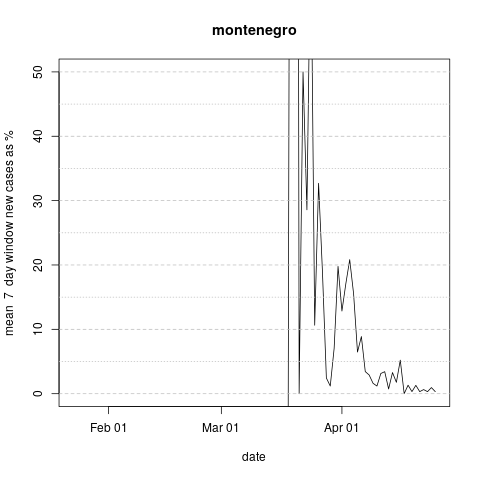 montenegro
mean 7 day window new cases as %
50
40
30
20
10
0
Feb 01
Mar 01
Apr 01
date